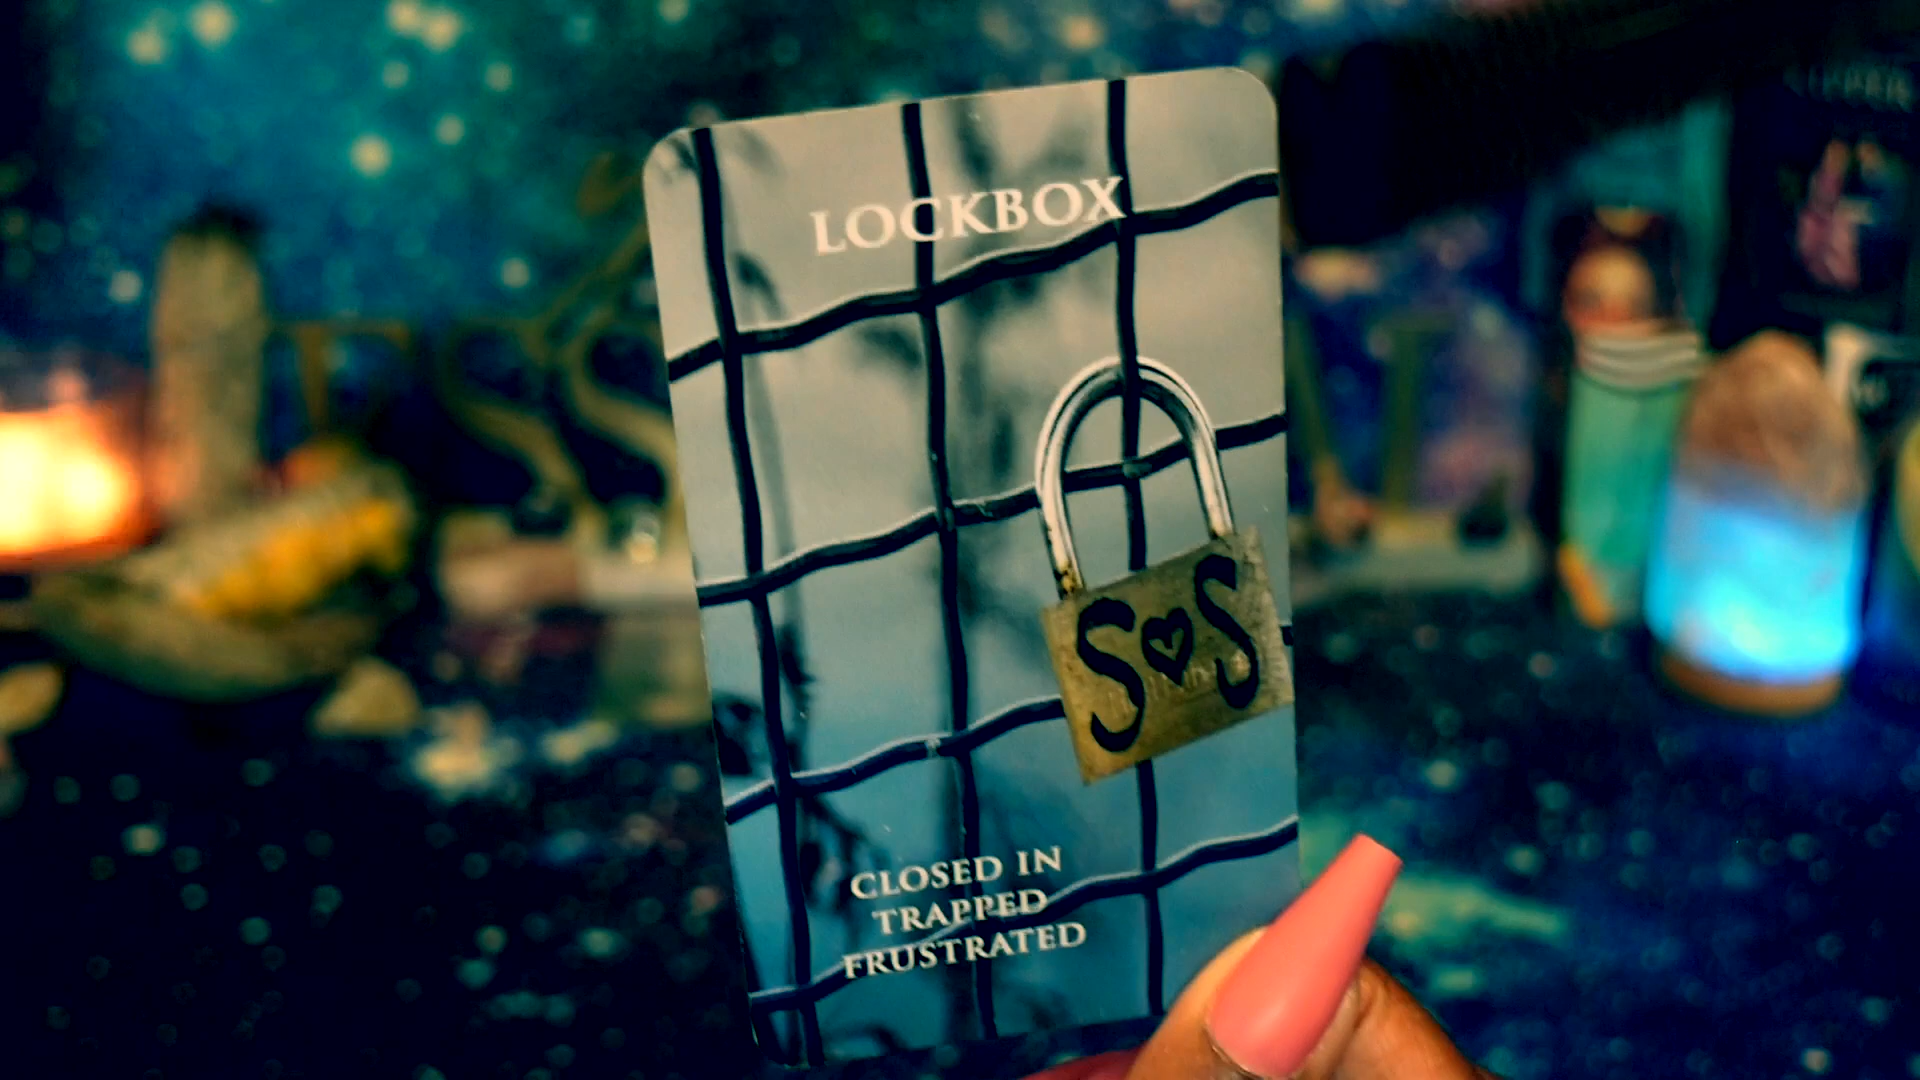 LOCKBOX
S♡S
CLOSED IN
TRAPPED
FRUSTRATED